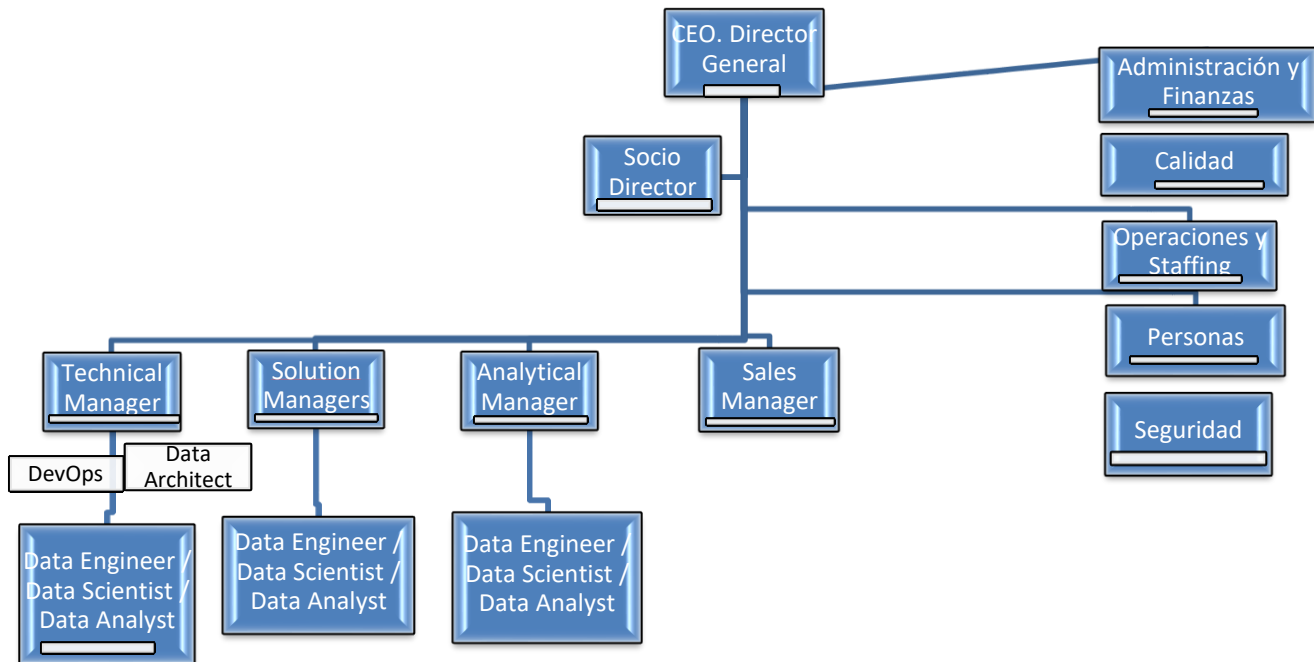 CEO. Director
General
Administración y
Finanzas
Socio
Director
Calidad
Operaciones y
Staffing
Personas
Technical
Manager
Solution
Managers
Analytical
Manager
Sales
Manager
Seguridad
DevOps
Data
Architect
Data Engineer /
Data Scientist /
Data Analyst
Data Engineer /
Data Scientist /
Data Analyst
Data Engineer /
Data Scientist /
Data Analyst